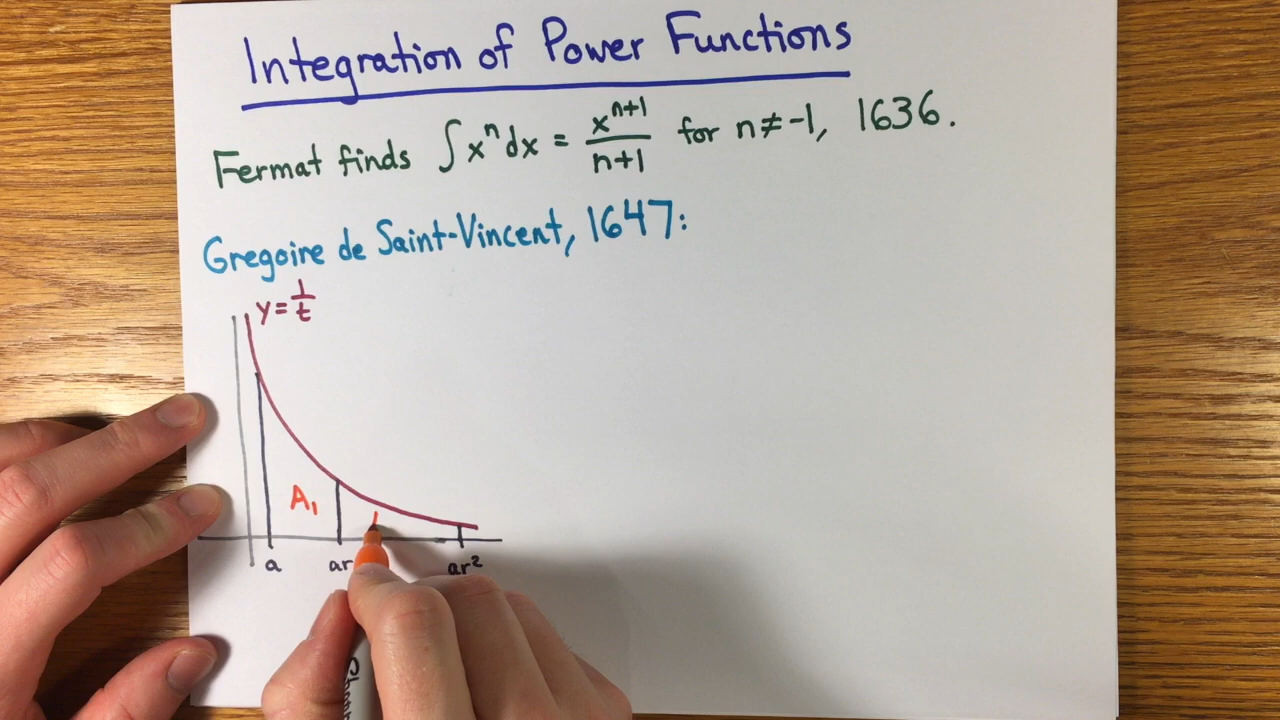 Integration of Power Functions
Fermat finds ∫xⁿdx = xⁿ⁺¹/n+1 for n≠-1, 1636.
Gregoire de Saint-Vincent, 1647:
y = 1/t
A₁
a ar ar²